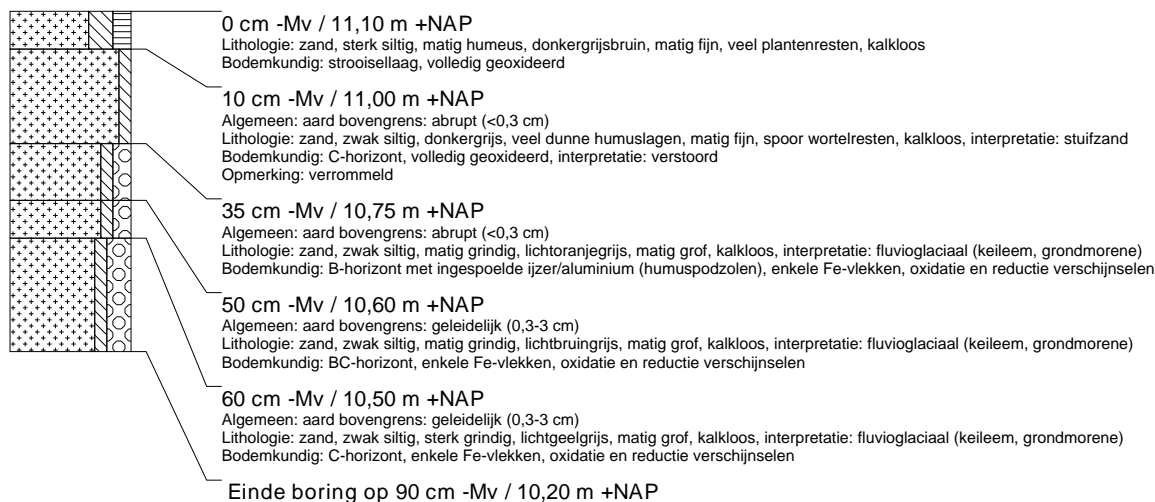 0 cm -Mv / 11,10 m +NAP
Lithologie: zand, sterk siltig, matig humeus, donkergrijsbruin, matig fijn, veel plantenresten, kalkloos
Bodemkundig: strooisellaag, volledig geoxideerd
10 cm -Mv / 11,00 m +NAP
Algemeen: aard bovengrens: abrupt (<0,3 cm)
Lithologie: zand, zwak siltig, donkergrijs, veel dunne humuslagen, matig fijn, spoor wortelresten, kalkloos, interpretatie: stuifzand
Bodemkundig: C-horizont, volledig geoxideerd, interpretatie: verstoord
Opmerking: verrommeld
35 cm -Mv / 10,75 m +NAP
Algemeen: aard bovengrens: abrupt (<0,3 cm)
Lithologie: zand, zwak siltig, matig grindig, lichtoranjegrijs, matig grof, kalkloos, interpretatie: fluvioglaciaal (keileem, grondmorene)
Bodemkundig: B-horizont met ingespoelde ijzer/aluminium (humuspodzolen), enkele Fe-vlekken, oxidatie en reductie verschijnselen
50 cm -Mv / 10,60 m +NAP
Algemeen: aard bovengrens: geleidelijk (0,3-3 cm)
Lithologie: zand, zwak siltig, matig grindig, lichtbruingrijs, matig grof, kalkloos, interpretatie: fluvioglaciaal (keileem, grondmorene)
Bodemkundig: BC-horizont, enkele Fe-vlekken, oxidatie en reductie verschijnselen
60 cm -Mv / 10,50 m +NAP
Algemeen: aard bovengrens: geleidelijk (0,3-3 cm)
Lithologie: zand, zwak siltig, sterk grindig, lichtgeelgrijs, matig grof, kalkloos, interpretatie: fluvioglaciaal (keileem, grondmorene)
Bodemkundig: C-horizont, enkele Fe-vlekken, oxidatie en reductie verschijnselen
Einde boring op 90 cm -Mv / 10,20 m +NAP